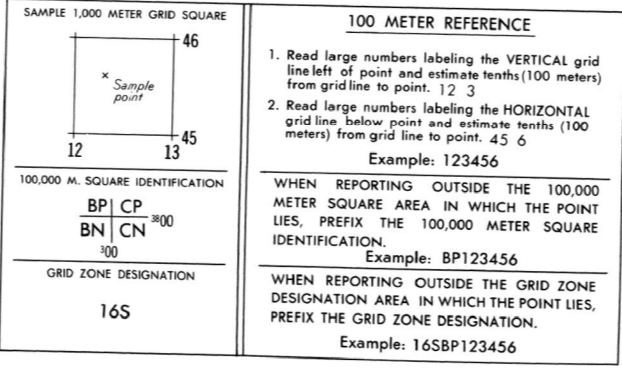 SAMPLE 1,000 METER GRID SQUARE
46
× Sample
point
45
12 13
100,000 M. SQUARE IDENTIFICATION
BP CP
³⁸00
BN CN
³00
GRID ZONE DESIGNATION
16S
100 METER REFERENCE
1. Read large numbers labeling the VERTICAL grid
line left of point and estimate tenths (100 meters)
from grid line to point. 12 3
2. Read large numbers labeling the HORIZONTAL
grid line below point and estimate tenths (100
meters) from grid line to point. 45 6
Example: 123456
WHEN REPORTING OUTSIDE THE 100,000
METER SQUARE AREA IN WHICH THE POINT
LIES, PREFIX THE 100,000 METER SQUARE
IDENTIFICATION.
Example: BP123456
WHEN REPORTING OUTSIDE THE GRID ZONE
DESIGNATION AREA IN WHICH THE POINT LIES,
PREFIX THE GRID ZONE DESIGNATION.
Example: 16SBP123456